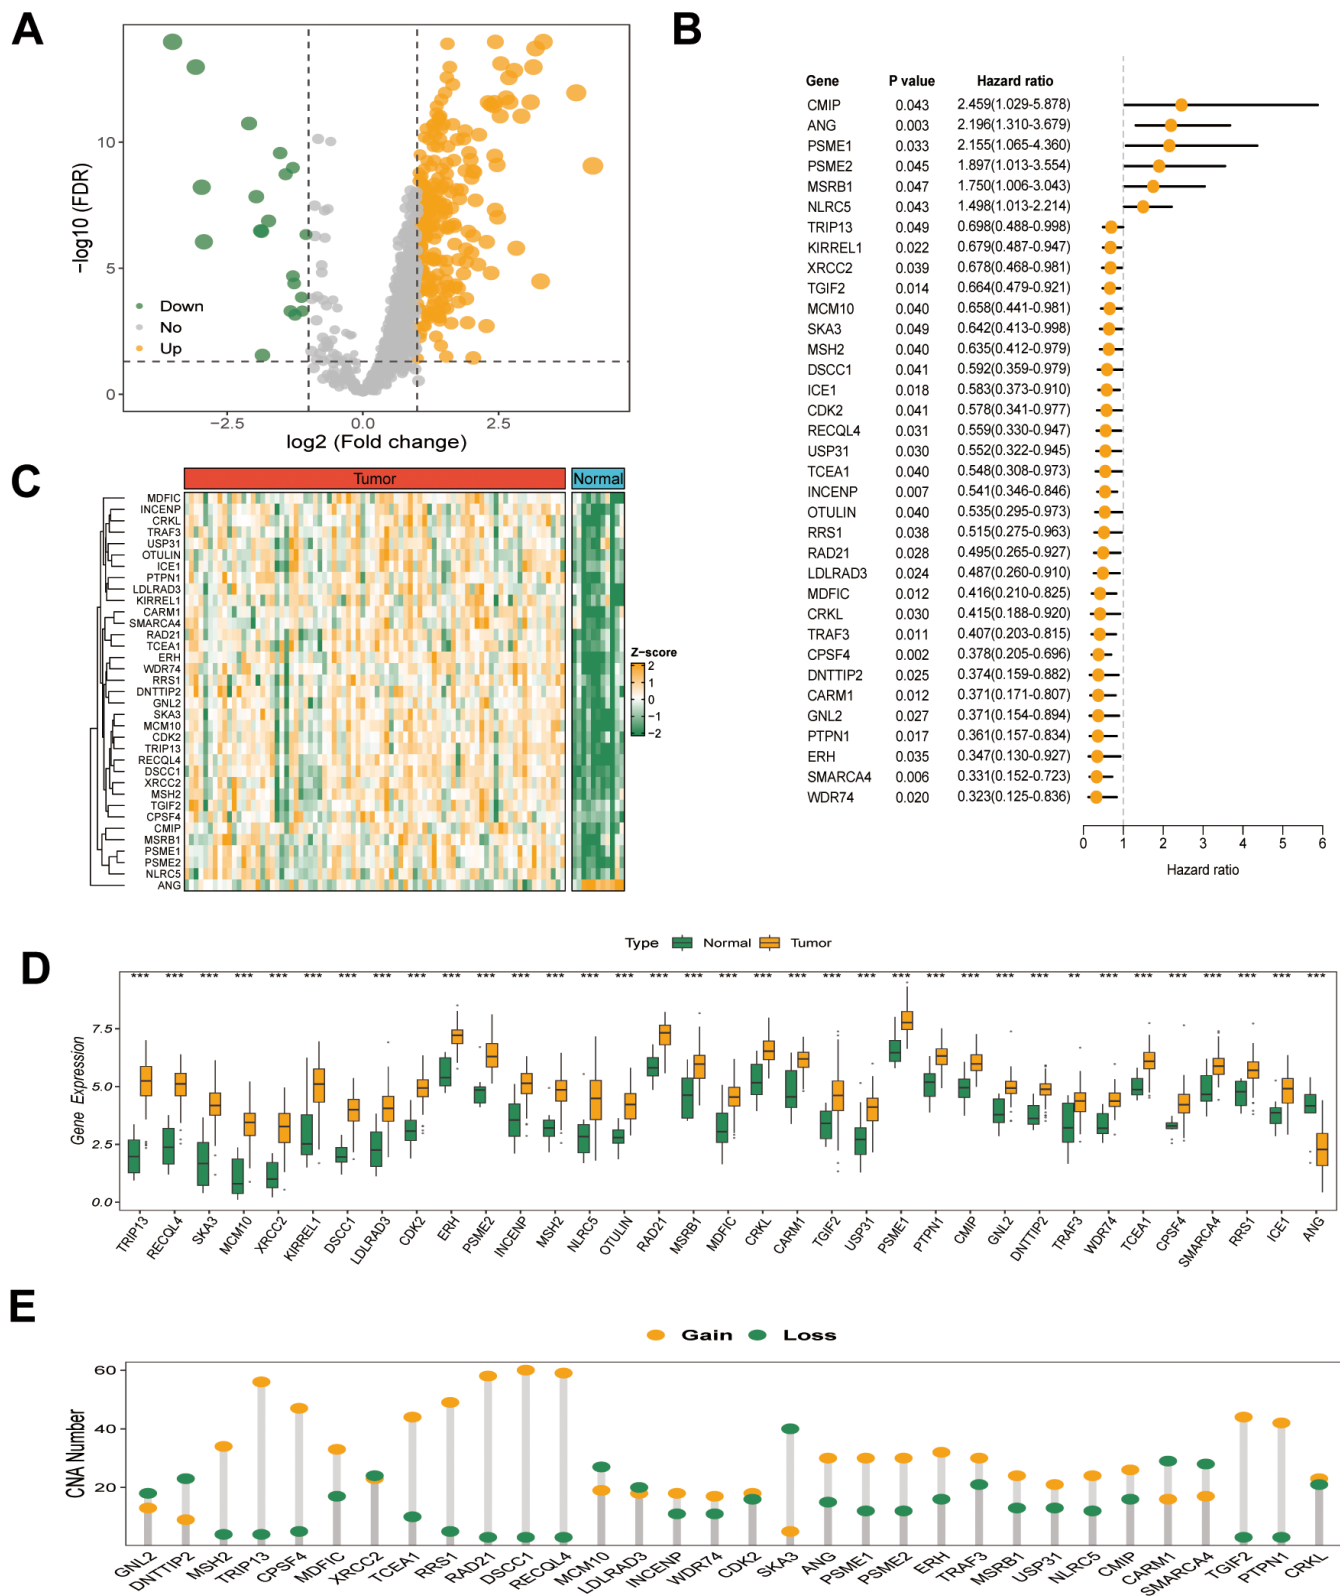 A
−log10 (FDR)
10
5
0
Down
No
Up
−2.5
0.0
2.5
log2 (Fold change)
B
Gene P value Hazard ratio
CMIP 0.043 2.459(1.029-5.878)
ANG 0.003 2.196(1.310-3.679)
PSME1 0.033 2.155(1.065-4.360)
PSME2 0.045 1.897(1.013-3.554)
MSRB1 0.047 1.750(1.006-3.043)
NLRC5 0.043 1.498(1.013-2.214)
TRIP13 0.049 0.698(0.488-0.998)
KIRREL1 0.022 0.679(0.487-0.947)
XRCC2 0.039 0.678(0.468-0.981)
TGIF2 0.014 0.664(0.479-0.921)
MCM10 0.040 0.658(0.441-0.981)
SKA3 0.049 0.642(0.413-0.998)
MSH2 0.040 0.635(0.412-0.979)
DSCC1 0.041 0.592(0.359-0.979)
ICE1 0.018 0.583(0.373-0.910)
CDK2 0.041 0.578(0.341-0.977)
RECQL4 0.031 0.559(0.330-0.947)
USP31 0.030 0.552(0.322-0.945)
TCEA1 0.040 0.548(0.308-0.973)
INCENP 0.007 0.541(0.346-0.846)
OTULIN 0.040 0.535(0.295-0.973)
RRS1 0.038 0.515(0.275-0.963)
RAD21 0.028 0.495(0.265-0.927)
LDLRAD3 0.024 0.487(0.260-0.910)
MDFIC 0.012 0.416(0.210-0.825)
CRKL 0.030 0.415(0.188-0.920)
TRAF3 0.011 0.407(0.203-0.815)
CPSF4 0.002 0.378(0.205-0.696)
DNTTIP2 0.025 0.374(0.159-0.882)
CARM1 0.012 0.371(0.171-0.807)
GNL2 0.027 0.371(0.154-0.894)
PTPN1 0.017 0.361(0.157-0.834)
ERH 0.035 0.347(0.130-0.927)
SMARCA4 0.006 0.331(0.152-0.723)
WDR74 0.020 0.323(0.125-0.836)
0 1 2 3 4 5 6
Hazard ratio
C
Tumor Normal
MDFIC
INCENP
CRKL
TRAF3
USP31
OTULIN
ICE1
PTPN1
LDLRAD3
KIRREL1
CARM1
SMARCA4
RAD21
TCEA1
ERH
WDR74
RRS1
DNTTIP2
GNL2
SKA3
MCM10
CDK2
TRIP13
RECQL4
DSCC1
XRCC2
MSH2
TGIF2
CPSF4
CMIP
MSRB1
PSME1
PSME2
NLRC5
ANG
Z−score
2
1
0
−1
−2
D
Type Normal Tumor
*** *** *** *** *** *** *** *** *** *** *** *** *** *** *** *** *** *** *** *** *** *** *** *** *** *** *** ** *** *** *** *** *** *** ***
Gene Expression
7.5
5.0
2.5
0.0
TRIP13 RECQL4 SKA3 MCM10 XRCC2 KIRREL1 DSCC1 LDLRAD3 CDK2 ERH PSME2 INCENP MSH2 NLRC5 OTULIN RAD21 MSRB1 MDFIC CRKL CARM1 TGIF2 USP31 PSME1 PTPN1 CMIP GNL2 DNTTIP2 TRAF3 WDR74 TCEA1 CPSF4 SMARCA4 RRS1 ICE1 ANG
E
Gain Loss
CNA Number
60
40
20
GNL2 DNTTIP2 MSH2 TRIP13 CPSF4 MDFIC XRCC2 TCEA1 RRS1 RAD21 DSCC1 RECQL4 MCM10 LDLRAD3 INCENP WDR74 CDK2 SKA3 ANG PSME1 PSME2 ERH TRAF3 MSRB1 USP31 NLRC5 CMIP CARM1 SMARCA4 TGIF2 PTPN1 CRKL